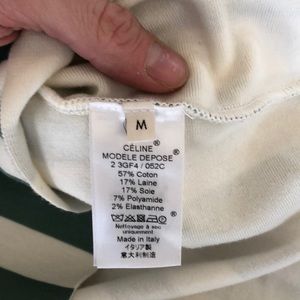 M
CÉLINE®
MODELE DEPOSE®
2 3GF4 / 052C
57% Coton
17% Laine
17% Soie
7% Polyamide
2% Elasthanne
Nettoyage à sec
uniquement
Made in Italy
イタリア製
意大利制造